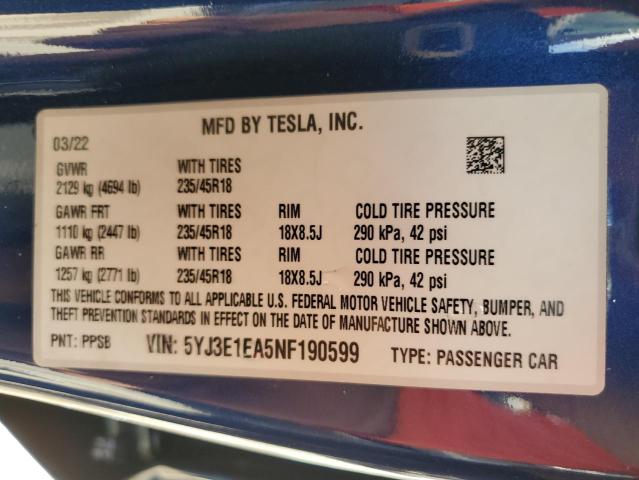 MFD BY TESLA, INC.
03/22
GVWR WITH TIRES
2129 kg (4694 lb) 235/45R18
GAWR FRT WITH TIRES RIM COLD TIRE PRESSURE
1110 kg (2447 lb) 235/45R18 18X8.5J 290 kPa, 42 psi
GAWR RR WITH TIRES RIM COLD TIRE PRESSURE
1257 kg (2771 lb) 235/45R18 18X8.5J 290 kPa, 42 psi
THIS VEHICLE CONFORMS TO ALL APPLICABLE U.S. FEDERAL MOTOR VEHICLE SAFETY, BUMPER, AND
THEFT PREVENTION STANDARDS IN EFFECT ON THE DATE OF MANUFACTURE SHOWN ABOVE.
PNT: PPSB VIN: 5YJ3E1EA5NF190599 TYPE: PASSENGER CAR